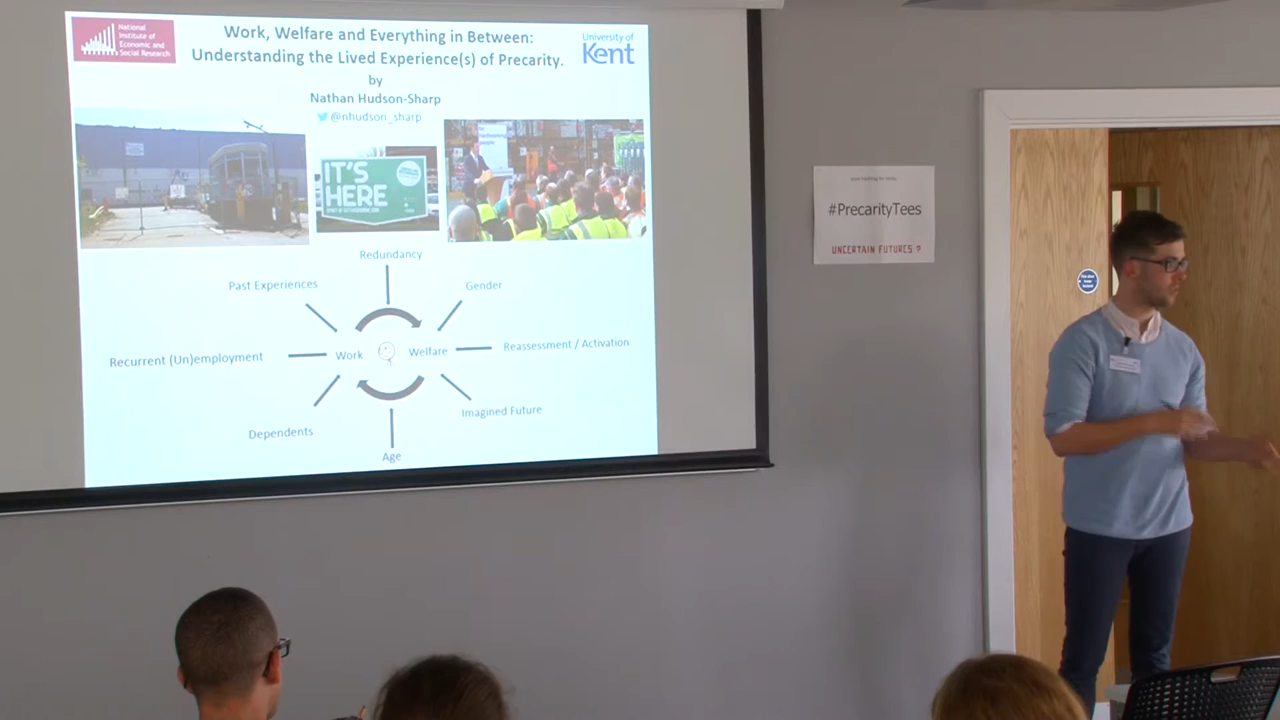 National
Institute of
Economic and
Social Research
Work, Welfare and Everything in Between:
Understanding the Lived Experience(s) of Precarity.
by
Nathan Hudson-Sharp
@nhudson_sharp
University of
Kent
IT'S
HERE
Redundancy
Past Experiences
Gender
Recurrent (Un)employment
Work
Welfare
Reassessment / Activation
Dependents
Imagined Future
Age
#PrecarityTees
UNCERTAIN FUTURES